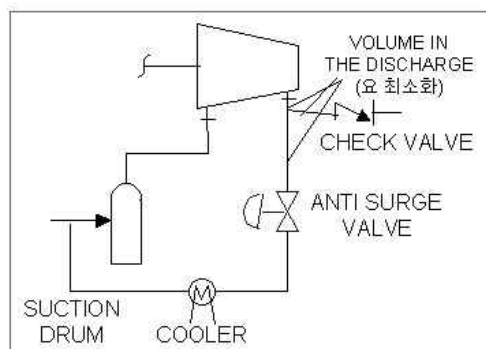 VOLUME IN
THE DISCHARGE
(요 최소화)
CHECK VALVE
ANTI SURGE
VALVE
M
SUCTION
DRUM
COOLER